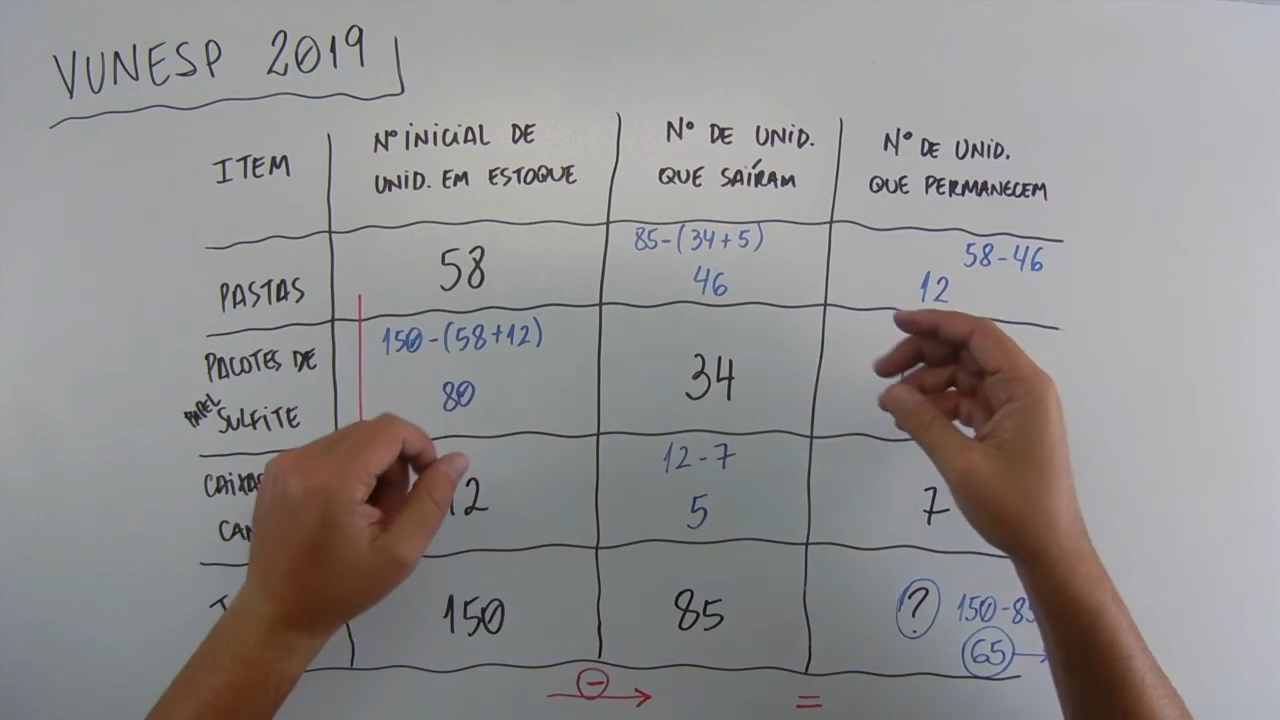 VUNESP 2019
ITEM
Nº INICIAL DE
UNID. EM ESTOQUE
Nº DE UNID.
QUE SAÍRAM
Nº DE UNID.
QUE PERMANECEM
PASTAS
58
85-(34+5)
46
58-46
12
PACOTES DE
PAPEL SULFITE
150-(58+12)
80
34
12
12-7
5
7
150
85
?
150-85
65
-
=